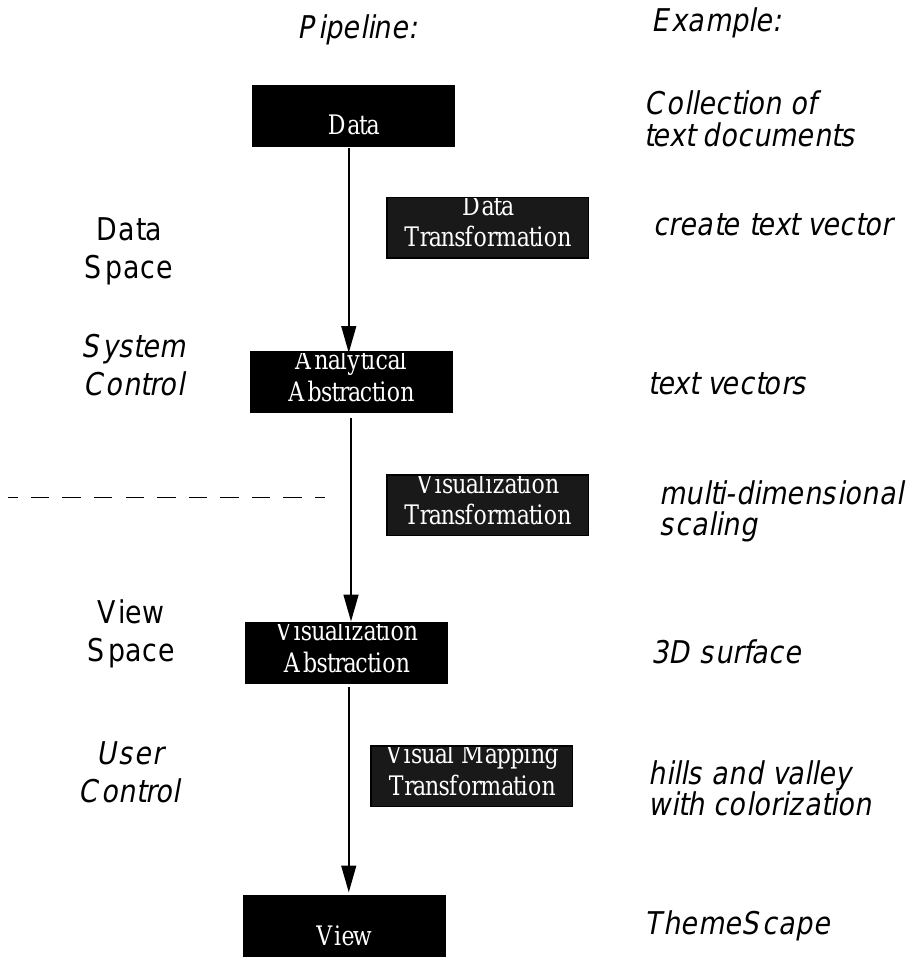 Pipeline:
Example:
Data
Collection of
text documents
Data
Space
Data
Transformation
create text vector
System
Control
Analytical
Abstraction
text vectors
Visualization
Transformation
multi-dimensional
scaling
View
Space
Visualization
Abstraction
3D surface
User
Control
Visual Mapping
Transformation
hills and valley
with colorization
View
ThemeScape